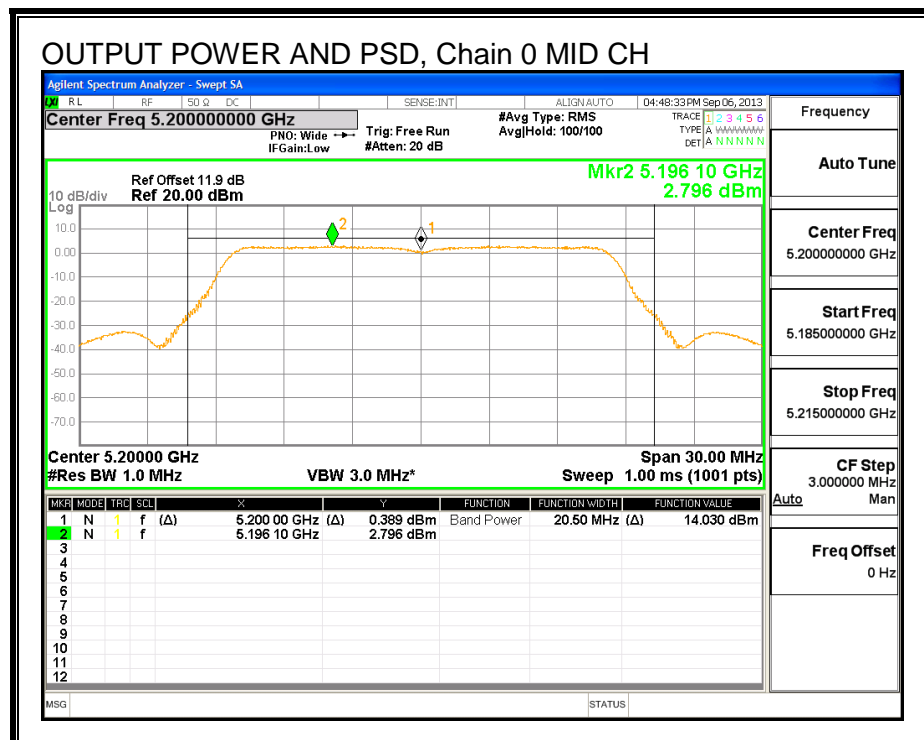 OUTPUT POWER AND PSD, Chain 0 MID CH
Agilent Spectrum Analyzer - Swept SA
LXI RL RF 50 Ω DC SENSE:INT ALIGN AUTO 04:48:33 PM Sep 06, 2013
Center Freq 5.200000000 GHz
PNO: Wide
IFGain:Low
Trig: Free Run
#Atten: 20 dB
#Avg Type: RMS
Avg|Hold: 100/100
TRACE 1 2 3 4 5 6
TYPE A WWWWW
DET A N N N N N
Mkr2 5.196 10 GHz
2.796 dBm
Ref Offset 11.9 dB
10 dB/div Ref 20.00 dBm
Log
10.0
0.00
-10.0
-20.0
-30.0
-40.0
-50.0
-60.0
-70.0
2
1
Center 5.20000 GHz Span 30.00 MHz
#Res BW 1.0 MHz VBW 3.0 MHz* Sweep 1.00 ms (1001 pts)
MKR MODE TRC SCL X Y FUNCTION FUNCTION WIDTH FUNCTION VALUE
1 N 1 f (Δ) 5.200 00 GHz (Δ) 0.389 dBm Band Power 20.50 MHz (Δ) 14.030 dBm
2 N 1 f 5.196 10 GHz 2.796 dBm
3
4
5
6
7
8
9
10
11
12
MSG STATUS
Frequency
Auto Tune
Center Freq
5.200000000 GHz
Start Freq
5.185000000 GHz
Stop Freq
5.215000000 GHz
CF Step
3.000000 MHz
Auto Man
Freq Offset
0 Hz